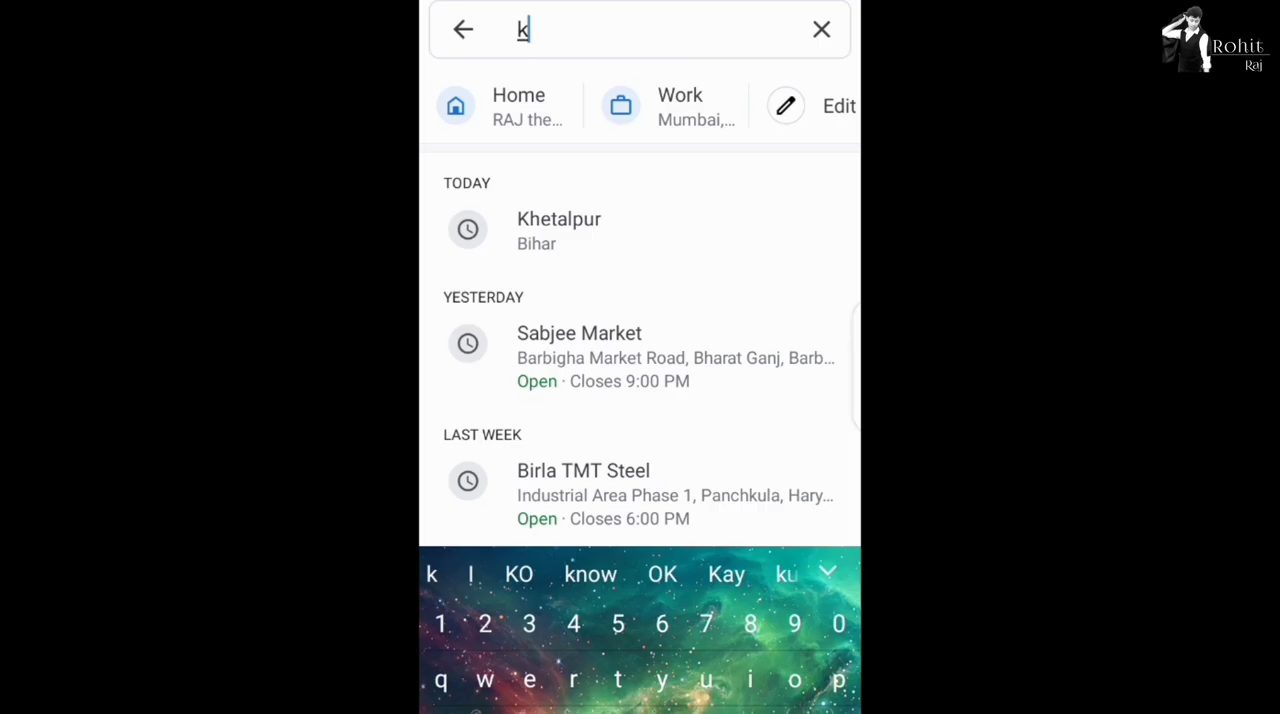 k
Rohit
Raj
Home
RAJ the...
Work
Mumbai,...
Edit
TODAY
Khetalpur
Bihar
YESTERDAY
Sabjee Market
Barbigha Market Road, Bharat Ganj, Barb...
Open · Closes 9:00 PM
LAST WEEK
Birla TMT Steel
Industrial Area Phase 1, Panchkula, Hary...
Open · Closes 6:00 PM
k I KO know OK Kay ku
1 2 3 4 5 6 7 8 9 0
q w e r t y u i o p